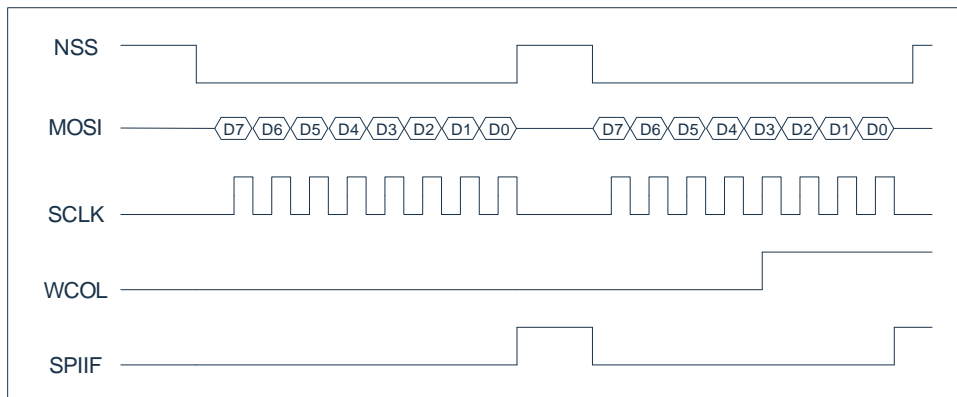 NSS
MOSI D7 D6 D5 D4 D3 D2 D1 D0 D7 D6 D5 D4 D3 D2 D1 D0
SCLK
WCOL
SPIIF